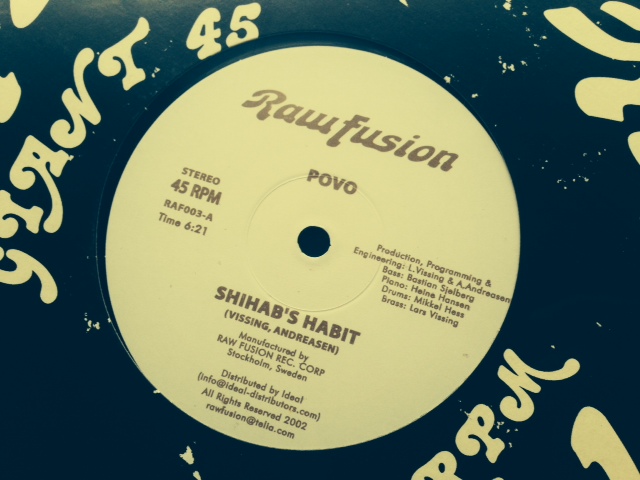 GIANT 45
RPM
Raw Fusion
POVO
STEREO
45 RPM
RAF003-A
Time 6:21
Production, Programming &
Engineering: L.Vissing & A.Andreasen
Bass: Bastian Sjelberg
Piano: Heine Hansen
Drums: Mikkel Hess
Brass: Lars Vissing
SHIHAB'S HABIT
(VISSING, ANDREASEN)
Manufactured by
RAW FUSION REC. CORP
Stockholm, Sweden
Distributed by Ideal
(info@ideal-distributors.com)
All Rights Reserved 2002
rawfusion@telia.com